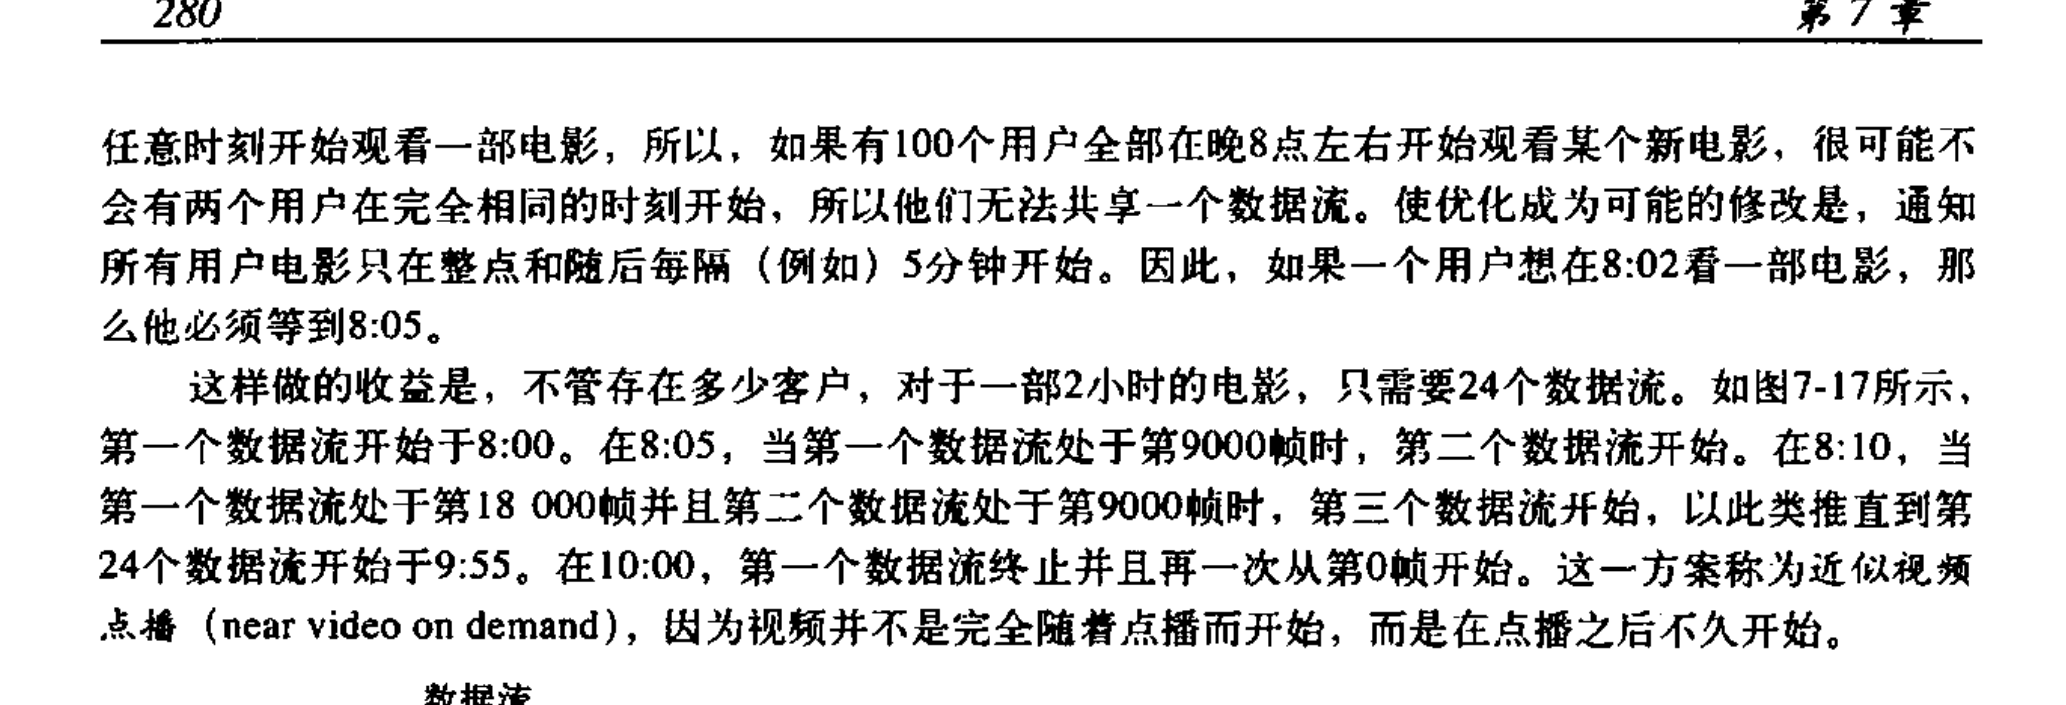 280
第 7 章
任意时刻开始观看一部电影，所以，如果有100个用户全部在晚8点左右开始观看某个新电影，很可能不
会有两个用户在完全相同的时刻开始，所以他们无法共享一个数据流。使优化成为可能的修改是，通知
所有用户电影只在整点和随后每隔（例如）5分钟开始。因此，如果一个用户想在8:02看一部电影，那
么他必须等到8:05。
这样做的收益是，不管存在多少客户，对于一部2小时的电影，只需要24个数据流。如图7-17所示，
第一个数据流开始于8:00。在8:05，当第一个数据流处于第9000帧时，第二个数据流开始。在8:10，当
第一个数据流处于第18 000帧并且第二个数据流处于第9000帧时，第三个数据流开始，以此类推直到第
24个数据流开始于9:55。在10:00，第一个数据流终止并且再一次从第0帧开始。这一方案称为近似视频
点播（near video on demand），因为视频并不是完全随着点播而开始，而是在点播之后不久开始。
数据流